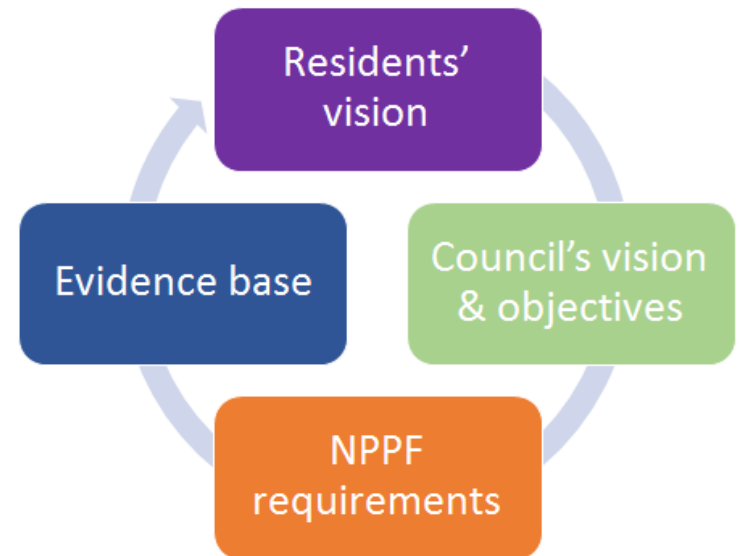 Residents’
vision
Council’s vision
& objectives
NPPF
requirements
Evidence base